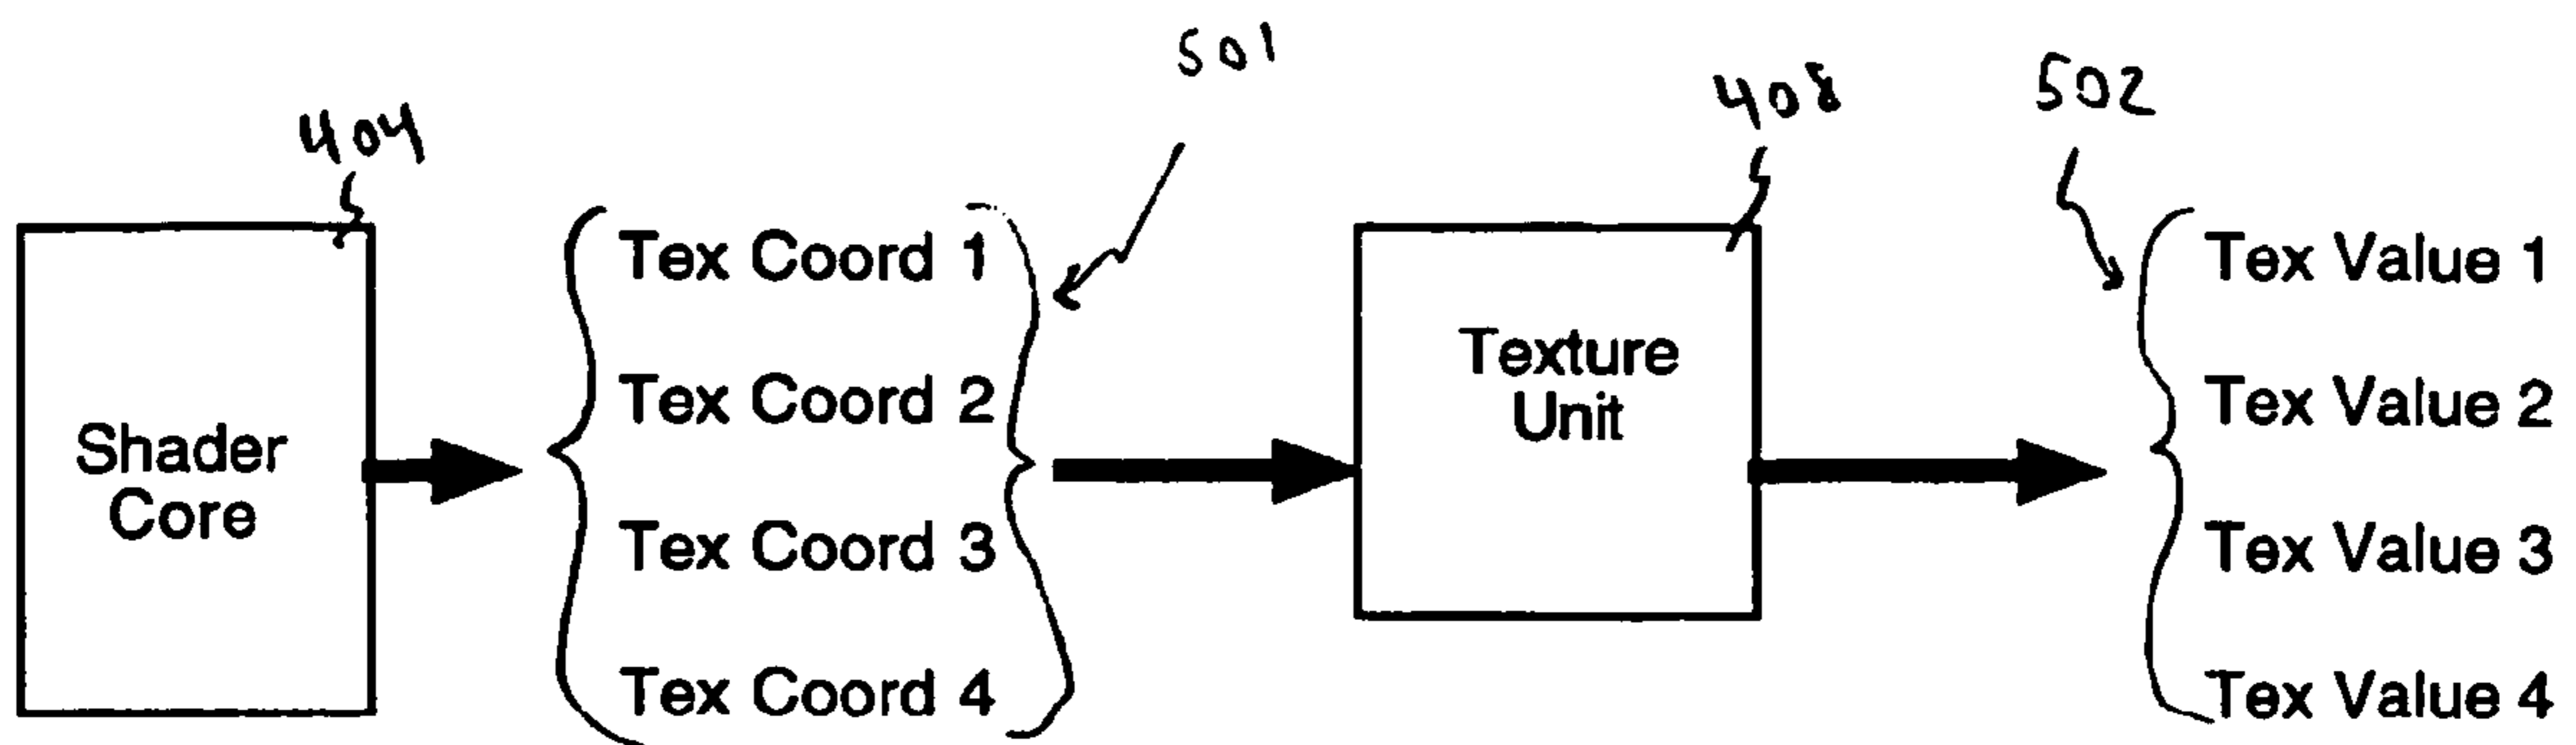 501
404
408
502
Shader
Core
Tex Coord 1
Tex Coord 2
Tex Coord 3
Tex Coord 4
Texture
Unit
Tex Value 1
Tex Value 2
Tex Value 3
Tex Value 4